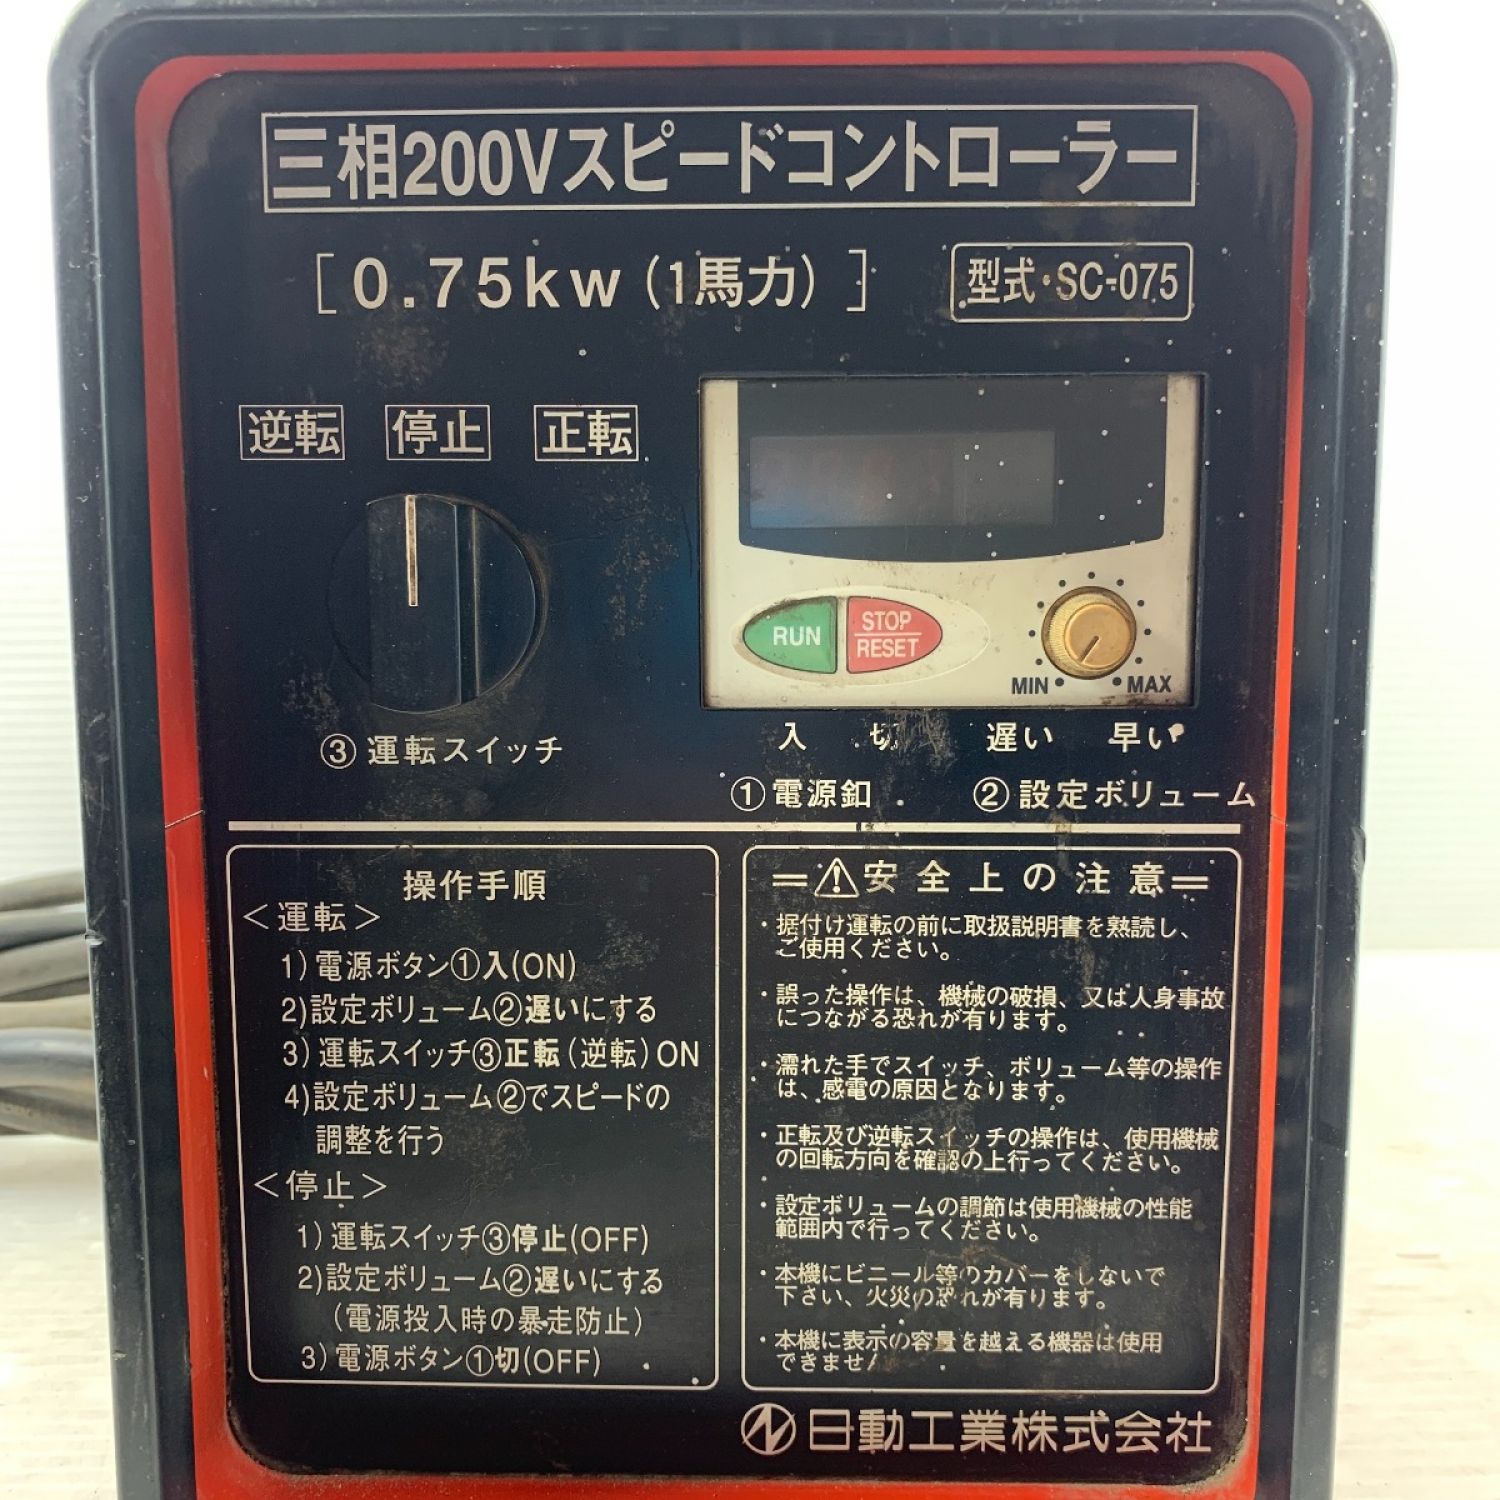 三相200Vスピードコントローラー
[0.75kw(1馬力)]
型式・SC-075
逆転 停止 正転
RUN
STOP
RESET
MIN MAX
入 切 遅い 早い
③運転スイッチ
①電源釦 ②設定ボリューム
操作手順
<運転>
1)電源ボタン①入(ON)
2)設定ボリューム②遅いにする
3)運転スイッチ③正転(逆転)ON
4)設定ボリューム②でスピードの
調整を行う
<停止>
1)運転スイッチ③停止(OFF)
2)設定ボリューム②遅いにする
(電源投入時の暴走防止)
3)電源ボタン①切(OFF)
=⚠安全上の注意=
・据付け運転の前に取扱説明書を熟読し、
ご使用ください。
・誤った操作は、機械の破損、又は人身事故
につながる恐れが有ります。
・濡れた手でスイッチ、ボリューム等の操作
は、感電の原因となります。
・正転及び逆転スイッチの操作は、使用機械
の回転方向を確認の上行ってください。
・設定ボリュームの調節は使用機械の性能
範囲内で行ってください。
・本機にビニール等のカバーをしないで
下さい、火災の恐れが有ります。
・本機に表示の容量を越える機器は使用
できませ
日動工業株式会社